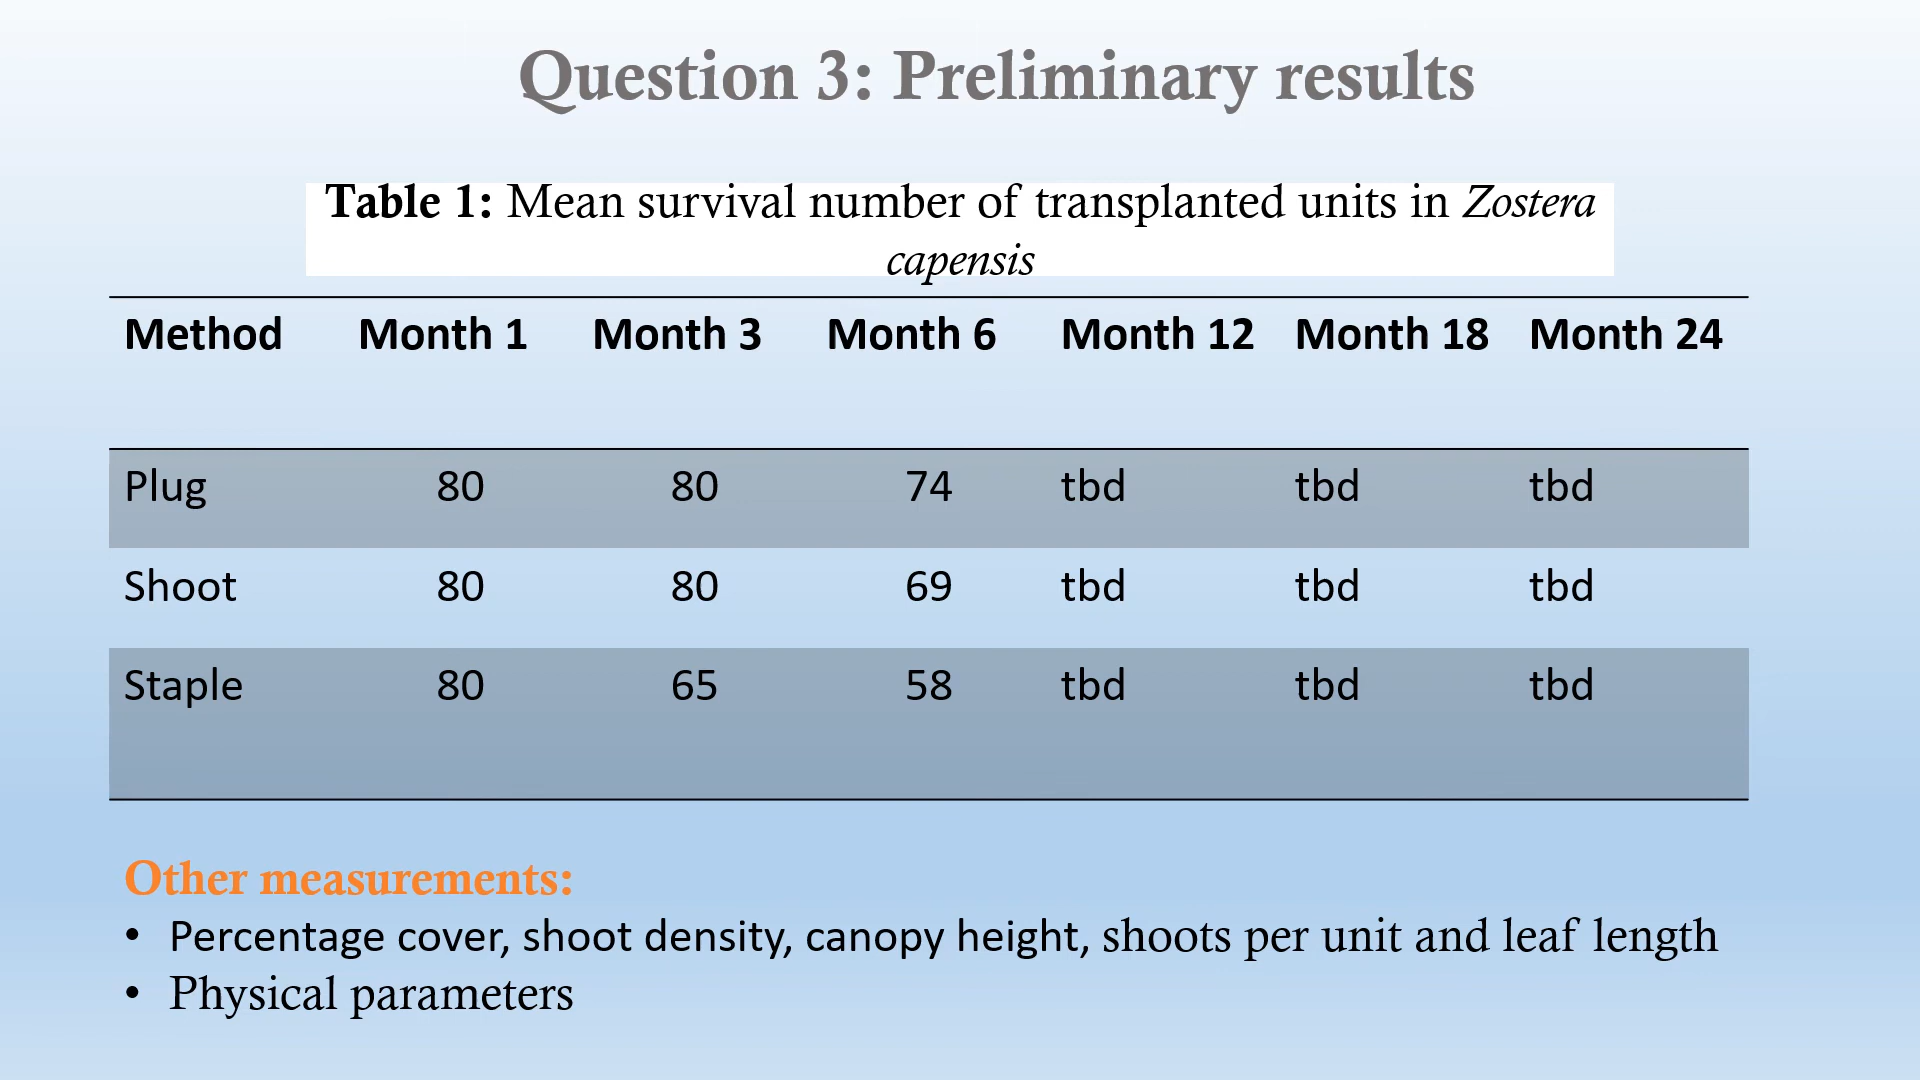 Question 3: Preliminary results
Table 1: Mean survival number of transplanted units in Zostera
capensis
Method Month 1 Month 3 Month 6 Month 12 Month 18 Month 24
Plug 80 80 74 tbd tbd tbd
Shoot 80 80 69 tbd tbd tbd
Staple 80 65 58 tbd tbd tbd
Other measurements:
• Percentage cover, shoot density, canopy height, shoots per unit and leaf length
• Physical parameters